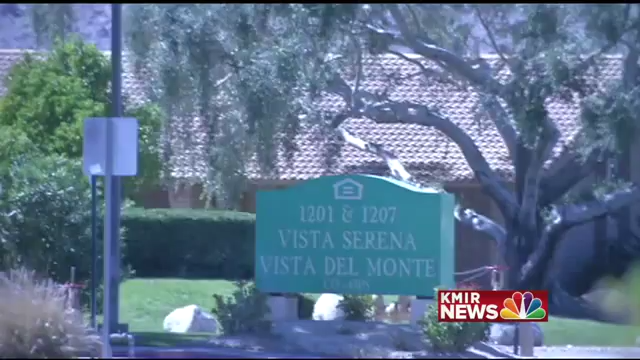 1201 & 1207
VISTA SERENA
VISTA DEL MONTE
KMIR
NEWS